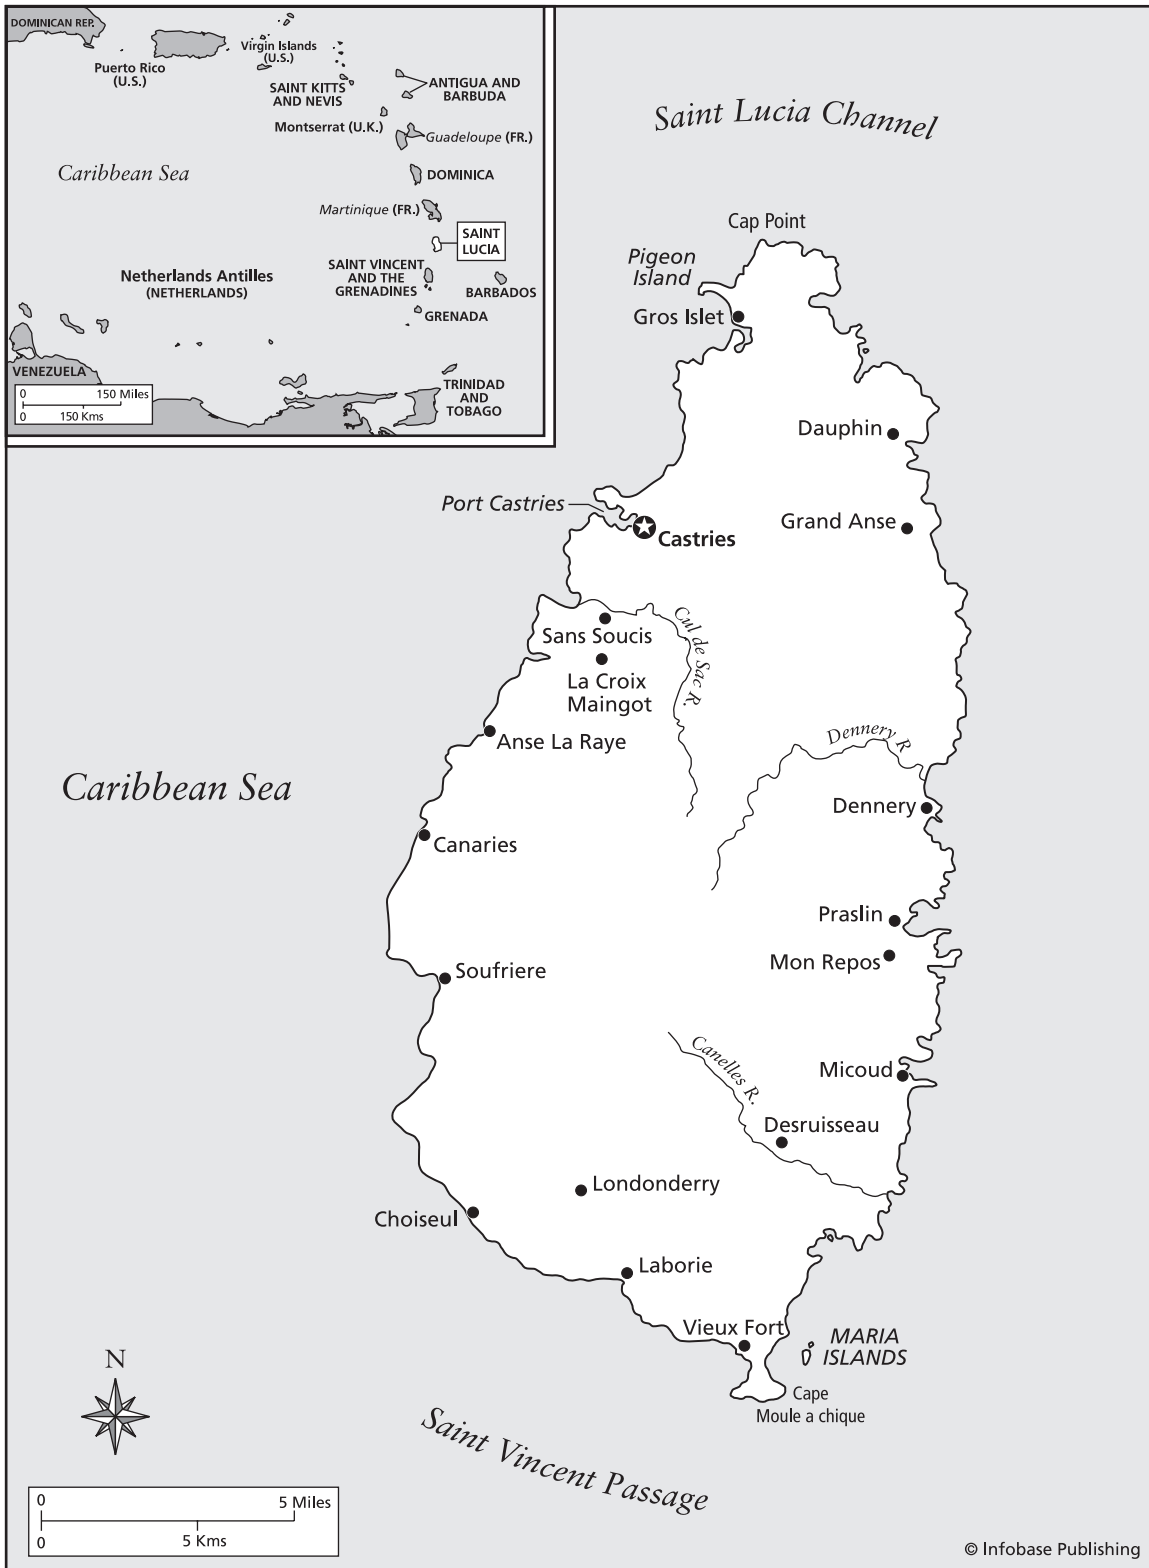 DOMINICAN REP.
Puerto Rico
(U.S.)
Virgin Islands
(U.S.)
SAINT KITTS
AND NEVIS
ANTIGUA AND
BARBUDA
Montserrat (U.K.)
Guadeloupe (FR.)
Caribbean Sea
DOMINICA
Martinique (FR.)
SAINT
LUCIA
SAINT VINCENT
AND THE
GRENADINES
Netherlands Antilles
(NETHERLANDS)
BARBADOS
GRENADA
VENEZUELA
TRINIDAD
AND
TOBAGO
0 150 Miles
0 150 Kms
Saint Lucia Channel
Cap Point
Pigeon
Island
Gros Islet
Dauphin
Port Castries
Grand Anse
Castries
Cul de Sac R.
Sans Soucis
La Croix
Maingot
Anse La Raye
Dennery R
Caribbean Sea
Dennery
Canaries
Praslin
Mon Repos
Soufriere
Canelles R.
Micoud
Desruisseau
Londonderry
Choiseul
Laborie
Vieux Fort
MARIA
ISLANDS
Cape
Moule a chique
N
Saint Vincent Passage
0 5 Miles
0 5 Kms
© Infobase Publishing